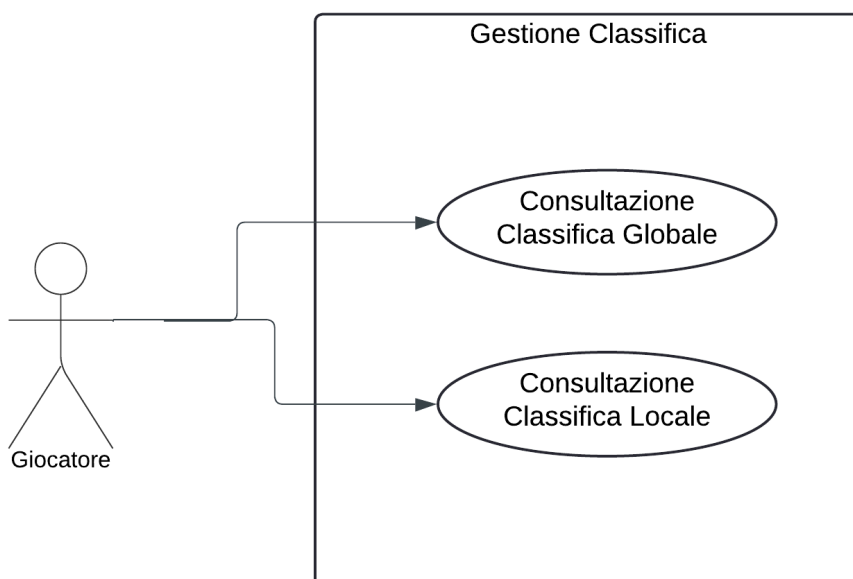 Gestione Classifica
Consultazione
Classifica Globale
Consultazione
Classifica Locale
Giocatore